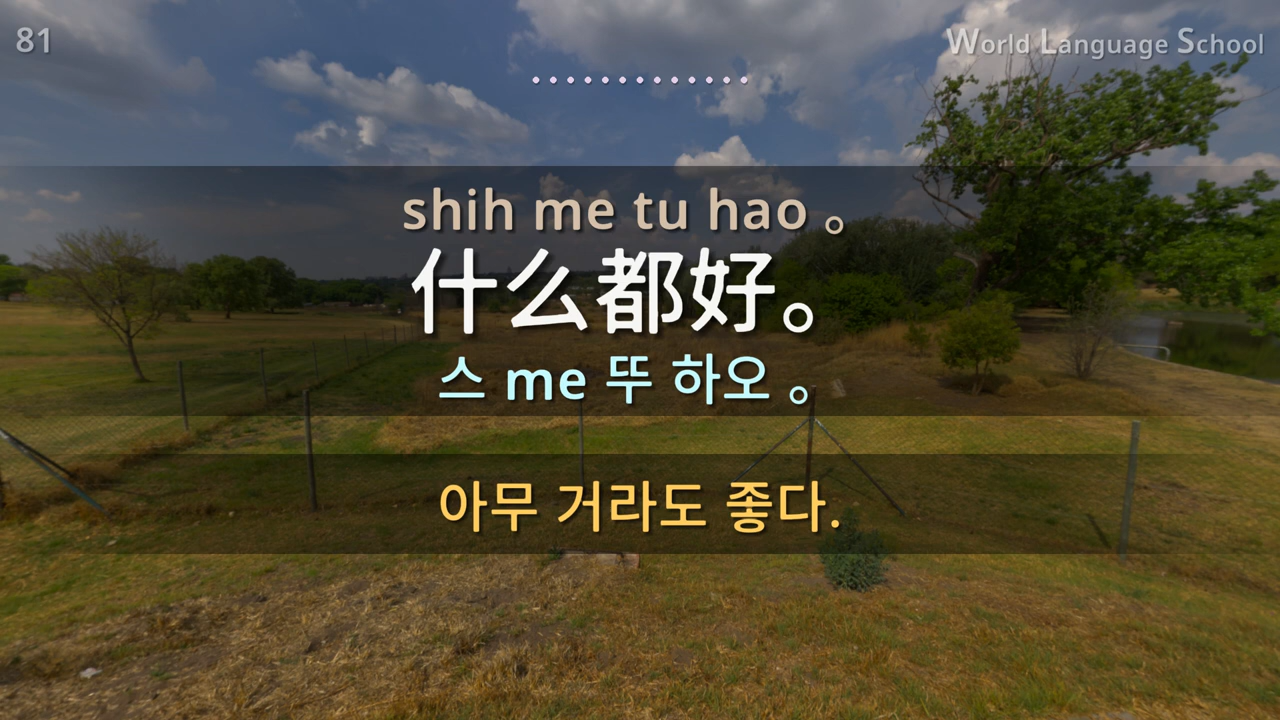 81
World Language School
shih me tu hao 。
什么都好。
스 me 뚜 하오 。
아무 거라도 좋다.